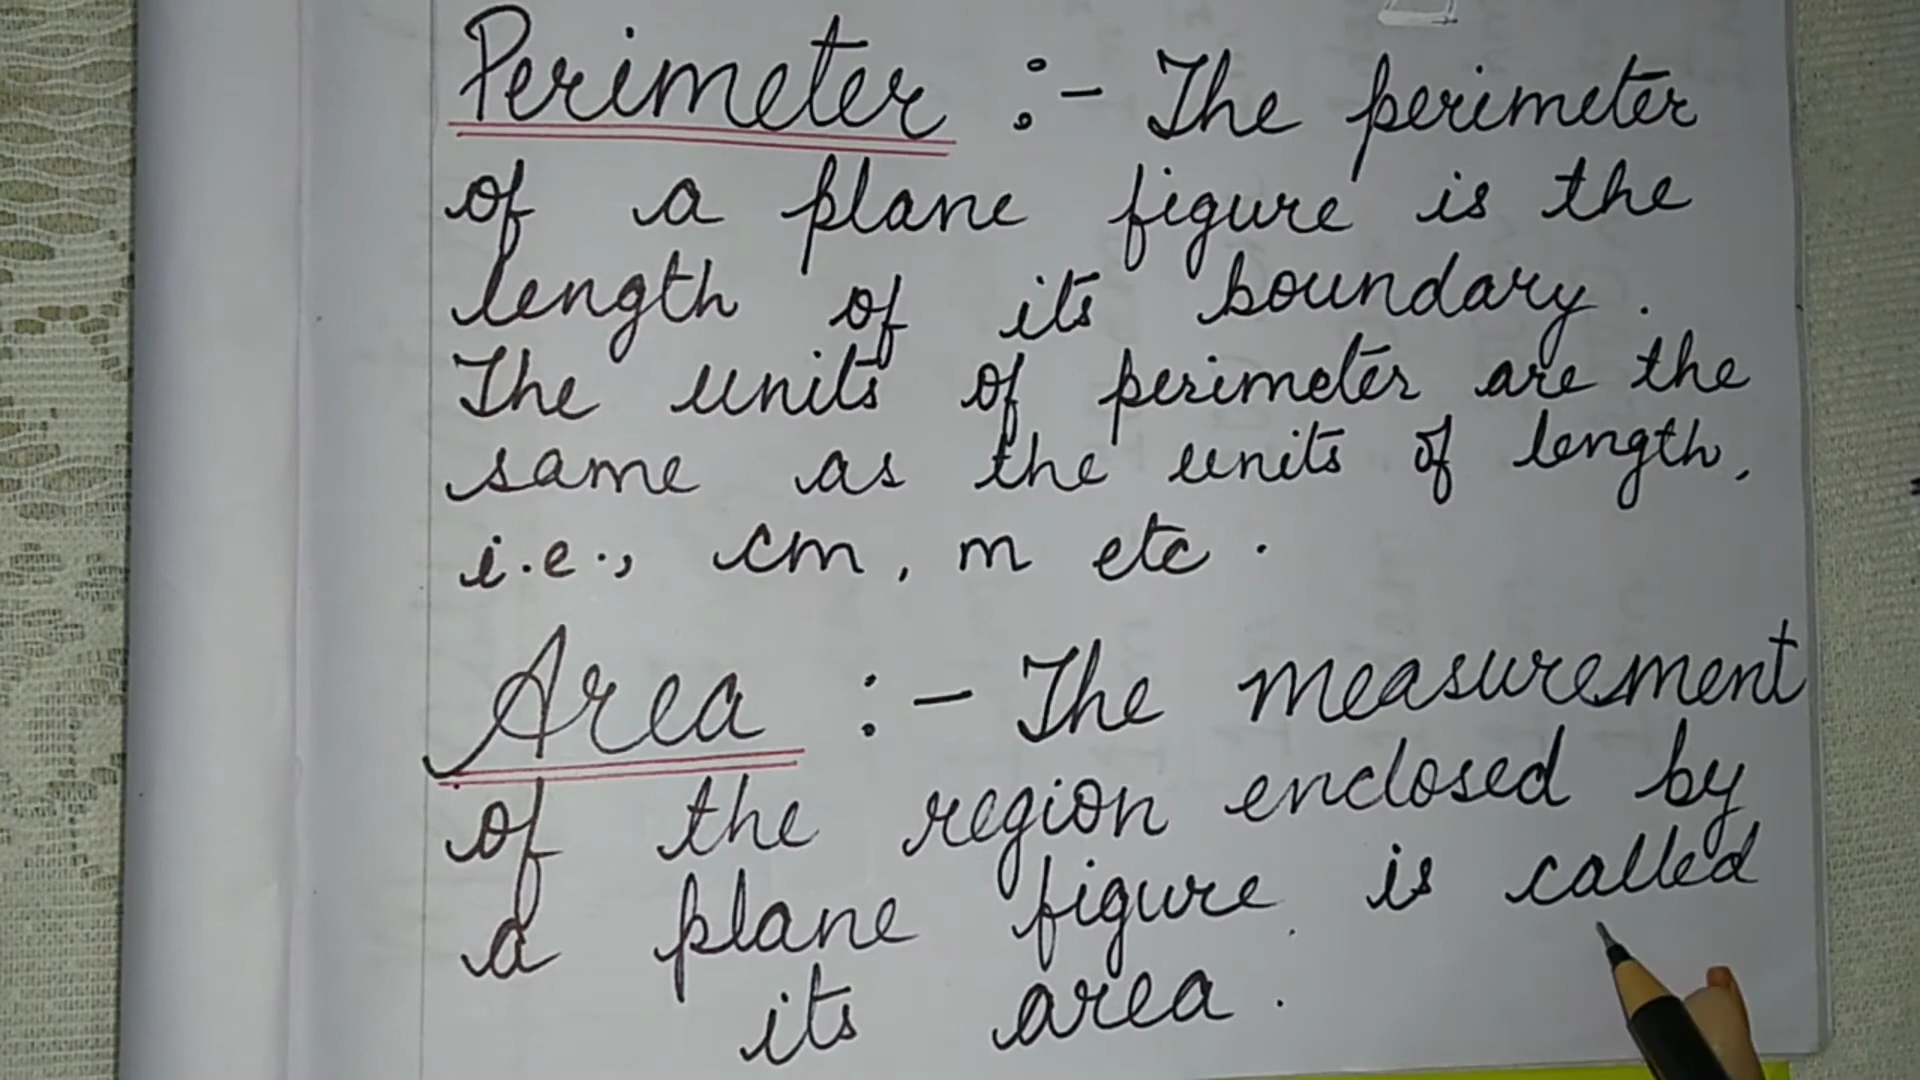 Perimeter :- The perimeter
of a plane figure is the
length of its boundary.
The units of perimeter are the
same as the units of length,
i.e., cm, m etc.
Area :- The measurement
of the region enclosed by
a plane figure is called
its area.